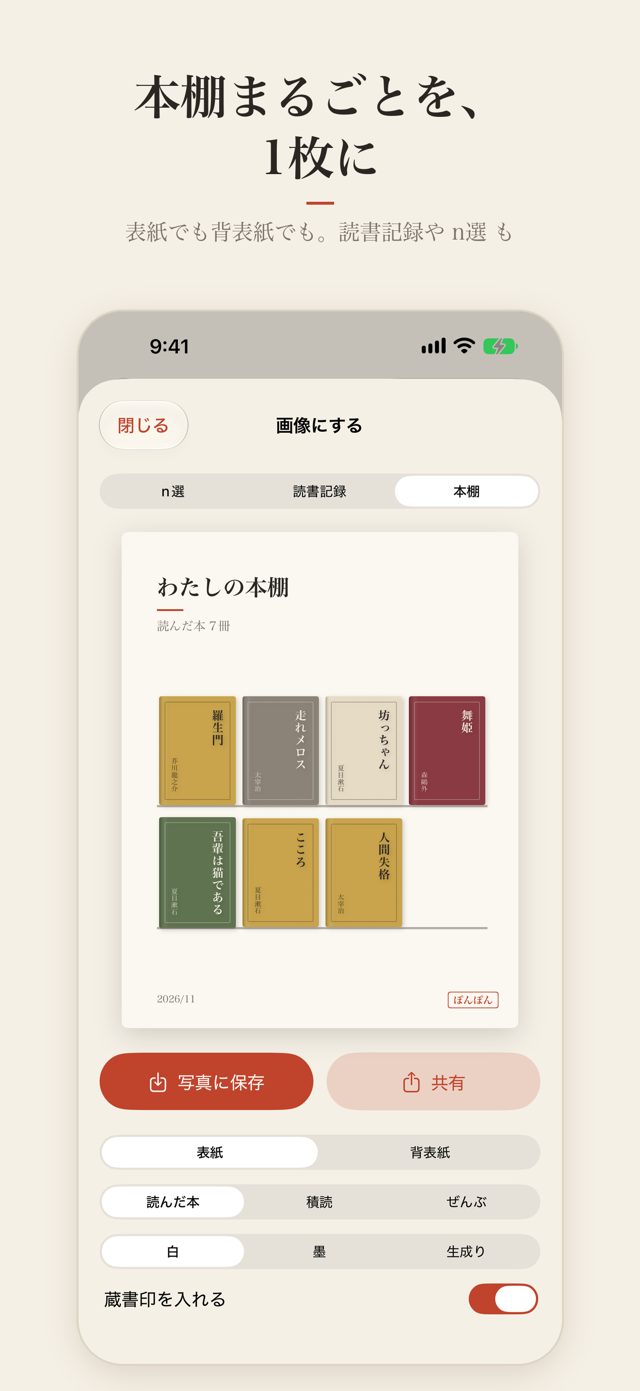 本棚まるごとを、
1枚に
表紙でも背表紙でも。読書記録や n選 も
9:41
閉じる
画像にする
n選 読書記録 本棚
わたしの本棚
読んだ本 7冊
羅生門
芥川龍之介
走れメロス
太宰治
坊っちゃん
夏目漱石
舞姫
森鷗外
吾輩は猫である
夏目漱石
こころ
夏目漱石
人間失格
太宰治
2026/11
ぽんぽん
写真に保存 共有
表紙 背表紙
読んだ本 積読 ぜんぶ
白 墨 生成り
蔵書印を入れる